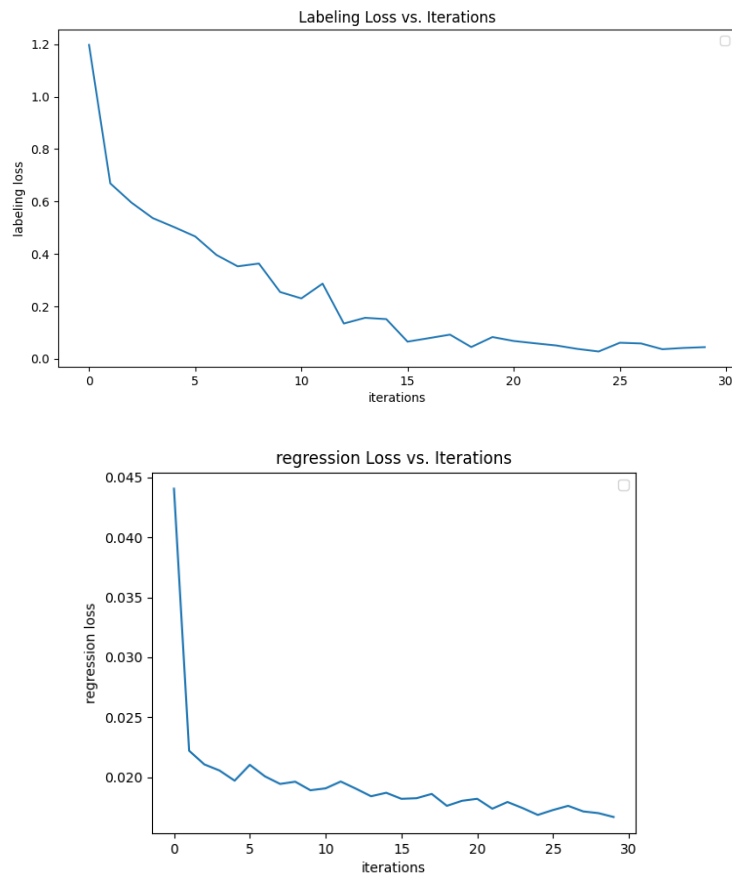 Labeling Loss vs. Iterations
1.2
1.0
0.8
0.6
0.4
0.2
0.0
labeling loss
0 5 10 15 20 25 30
iterations
regression Loss vs. Iterations
0.045
0.040
0.035
0.030
0.025
0.020
regression loss
0 5 10 15 20 25 30
iterations